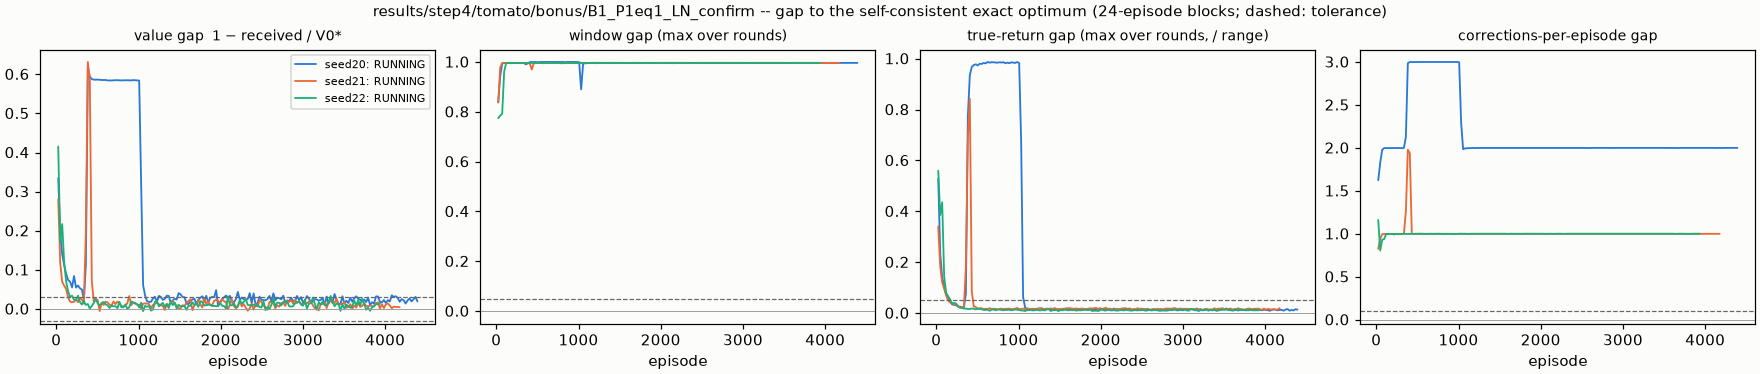 results/step4/tomato/bonus/B1_P1eq1_LN_confirm -- gap to the self-consistent exact optimum (24-episode blocks; dashed: tolerance)
value gap 1 − received / V0*
0.6
0.5
0.4
0.3
0.2
0.1
0.0
seed20: RUNNING
seed21: RUNNING
seed22: RUNNING
0 1000 2000 3000 4000
episode
window gap (max over rounds)
1.0
0.8
0.6
0.4
0.2
0.0
0 1000 2000 3000 4000
episode
true-return gap (max over rounds, / range)
1.0
0.8
0.6
0.4
0.2
0.0
0 1000 2000 3000 4000
episode
corrections-per-episode gap
3.0
2.5
2.0
1.5
1.0
0.5
0.0
0 1000 2000 3000 4000
episode